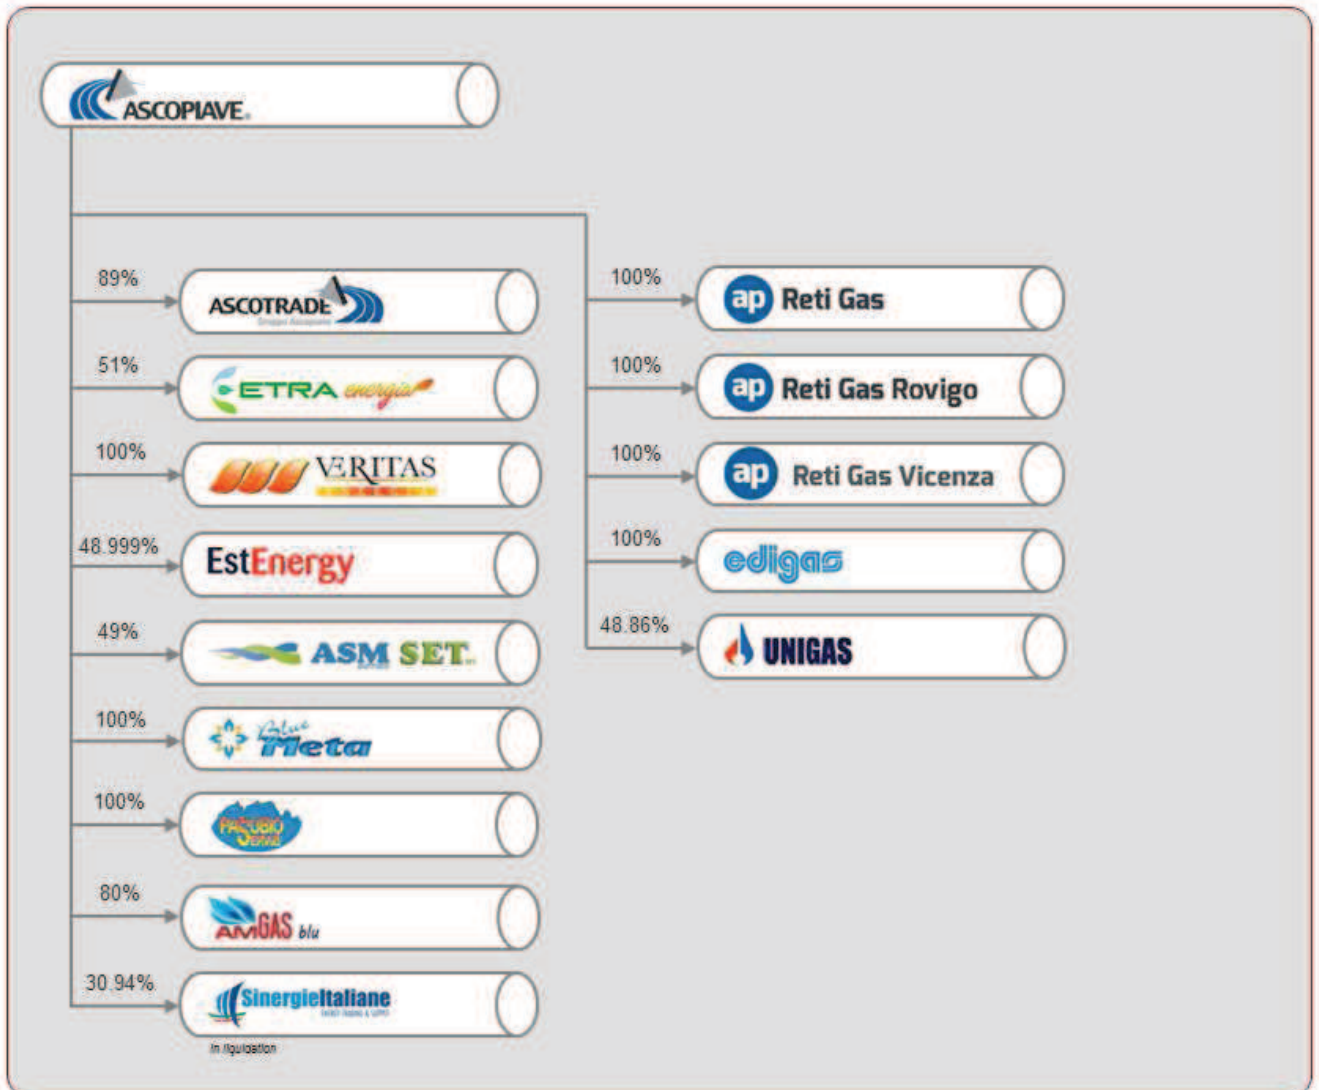 ASCOPIAVE®
89%
ASCOTRADE
Gruppo Ascopiave
51%
ETRA energia
100%
VERITAS
48.999%
EstEnergy
49%
ASM SET
100%
Blue
Meta
100%
PASUBIO
SERVIZI
80%
AMGAS blu
30.94%
SinergieItaliane
In liquidation
100%
ap Reti Gas
100%
ap Reti Gas Rovigo
100%
ap Reti Gas Vicenza
100%
edigas
48.86%
UNIGAS